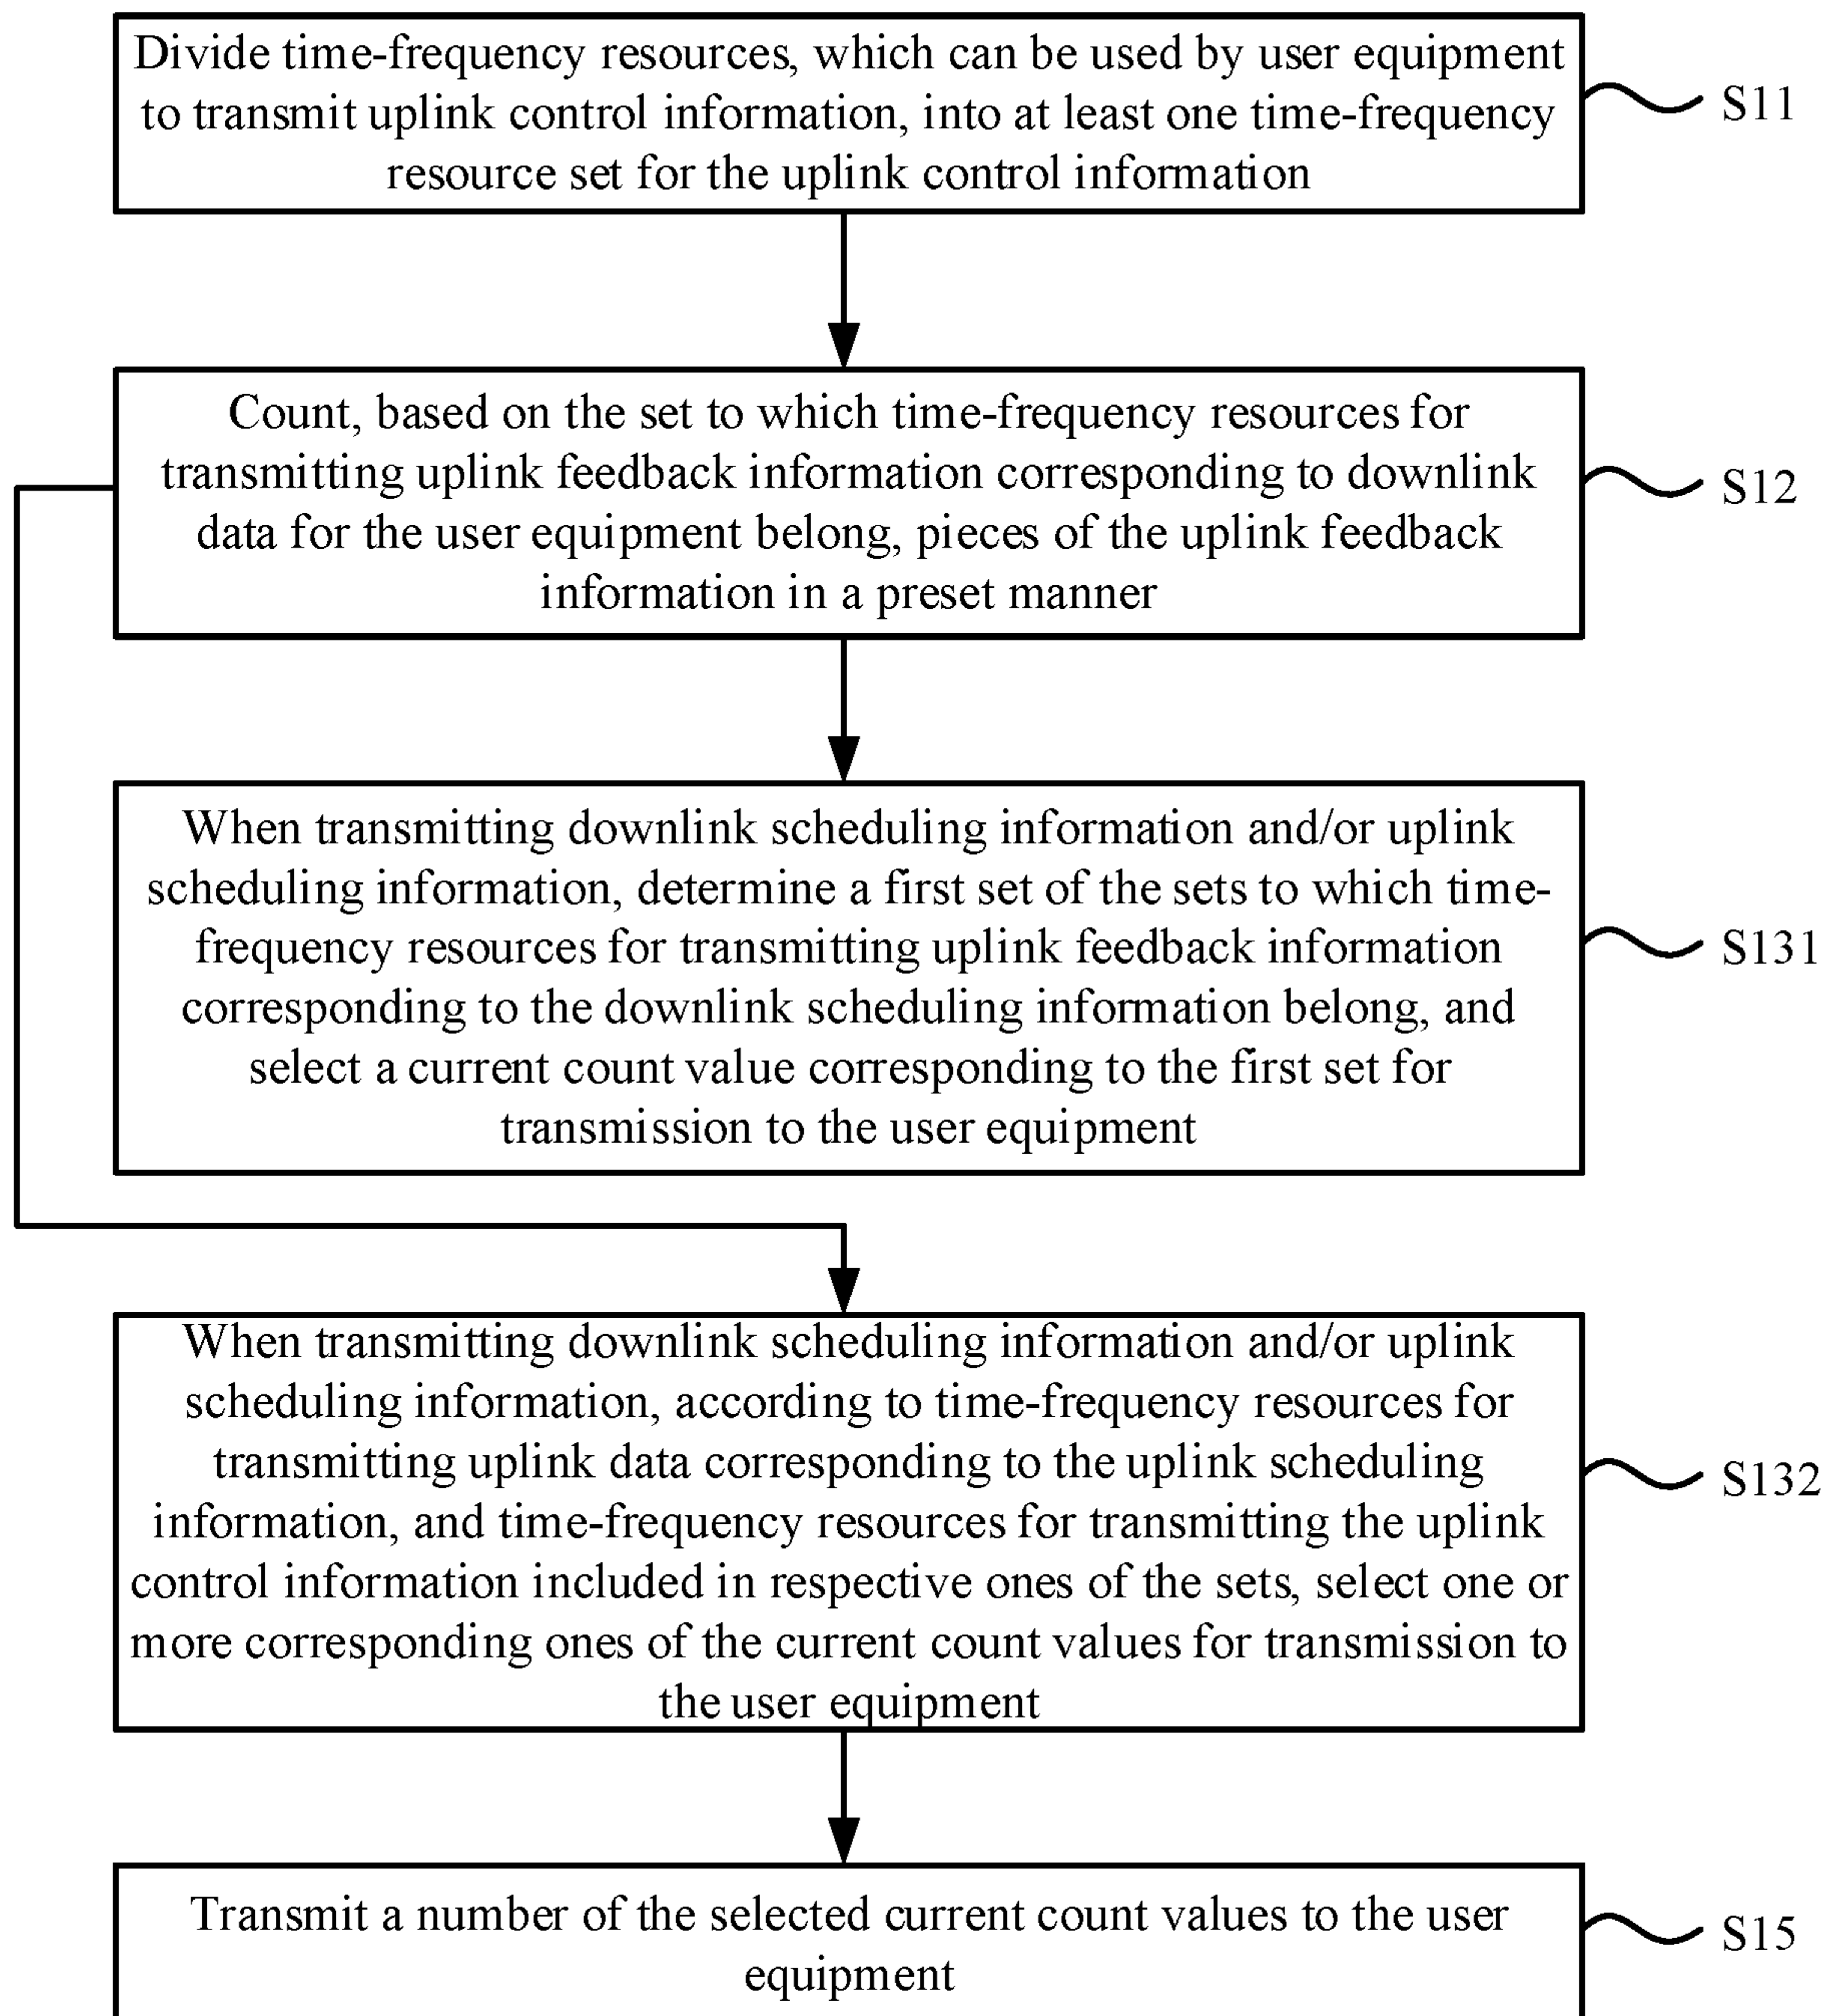 Divide time-frequency resources, which can be used by user equipment
to transmit uplink control information, into at least one time-frequency
resource set for the uplink control information
S11
Count, based on the set to which time-frequency resources for
transmitting uplink feedback information corresponding to downlink
data for the user equipment belong, pieces of the uplink feedback
information in a preset manner
S12
When transmitting downlink scheduling information and/or uplink
scheduling information, determine a first set of the sets to which time-
frequency resources for transmitting uplink feedback information
corresponding to the downlink scheduling information belong, and
select a current count value corresponding to the first set for
transmission to the user equipment
S131
When transmitting downlink scheduling information and/or uplink
scheduling information, according to time-frequency resources for
transmitting uplink data corresponding to the uplink scheduling
information, and time-frequency resources for transmitting the uplink
control information included in respective ones of the sets, select one or
more corresponding ones of the current count values for transmission to
the user equipment
S132
Transmit a number of the selected current count values to the user
equipment
S15